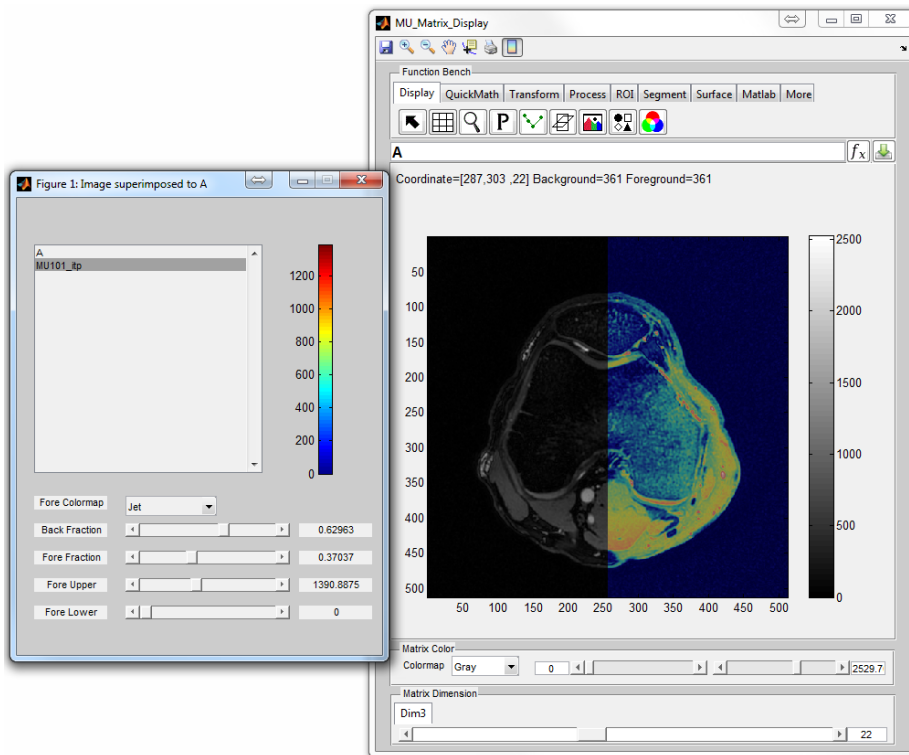 MU_Matrix_Display
Function Bench
Display QuickMath Transform Process ROI Segment Surface Matlab More
P
A
fx
Coordinate=[287,303 ,22] Background=361 Foreground=361
50
100
150
200
250
300
350
400
450
500
50 100 150 200 250 300 350 400 450 500
2500
2000
1500
1000
500
0
Matrix Color
Colormap Gray 0 2529.7
Matrix Dimension
Dim3
22
Figure 1: Image superimposed to A
A
MU101_itp
1200
1000
800
600
400
200
0
Fore Colormap Jet
Back Fraction 0.62963
Fore Fraction 0.37037
Fore Upper 1390.8875
Fore Lower 0